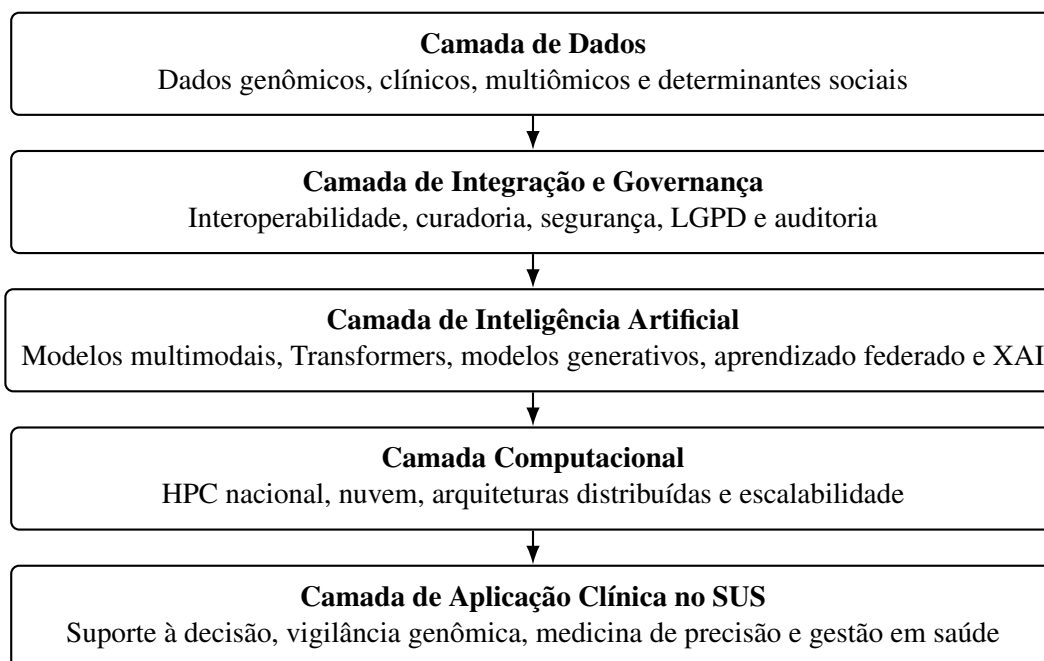 Camada de Dados
Dados genômicos, clínicos, multiômicos e determinantes sociais
Camada de Integração e Governança
Interoperabilidade, curadoria, segurança, LGPD e auditoria
Camada de Inteligência Artificial
Modelos multimodais, Transformers, modelos generativos, aprendizado federado e XAI
Camada Computacional
HPC nacional, nuvem, arquiteturas distribuídas e escalabilidade
Camada de Aplicação Clínica no SUS
Suporte à decisão, vigilância genômica, medicina de precisão e gestão em saúde